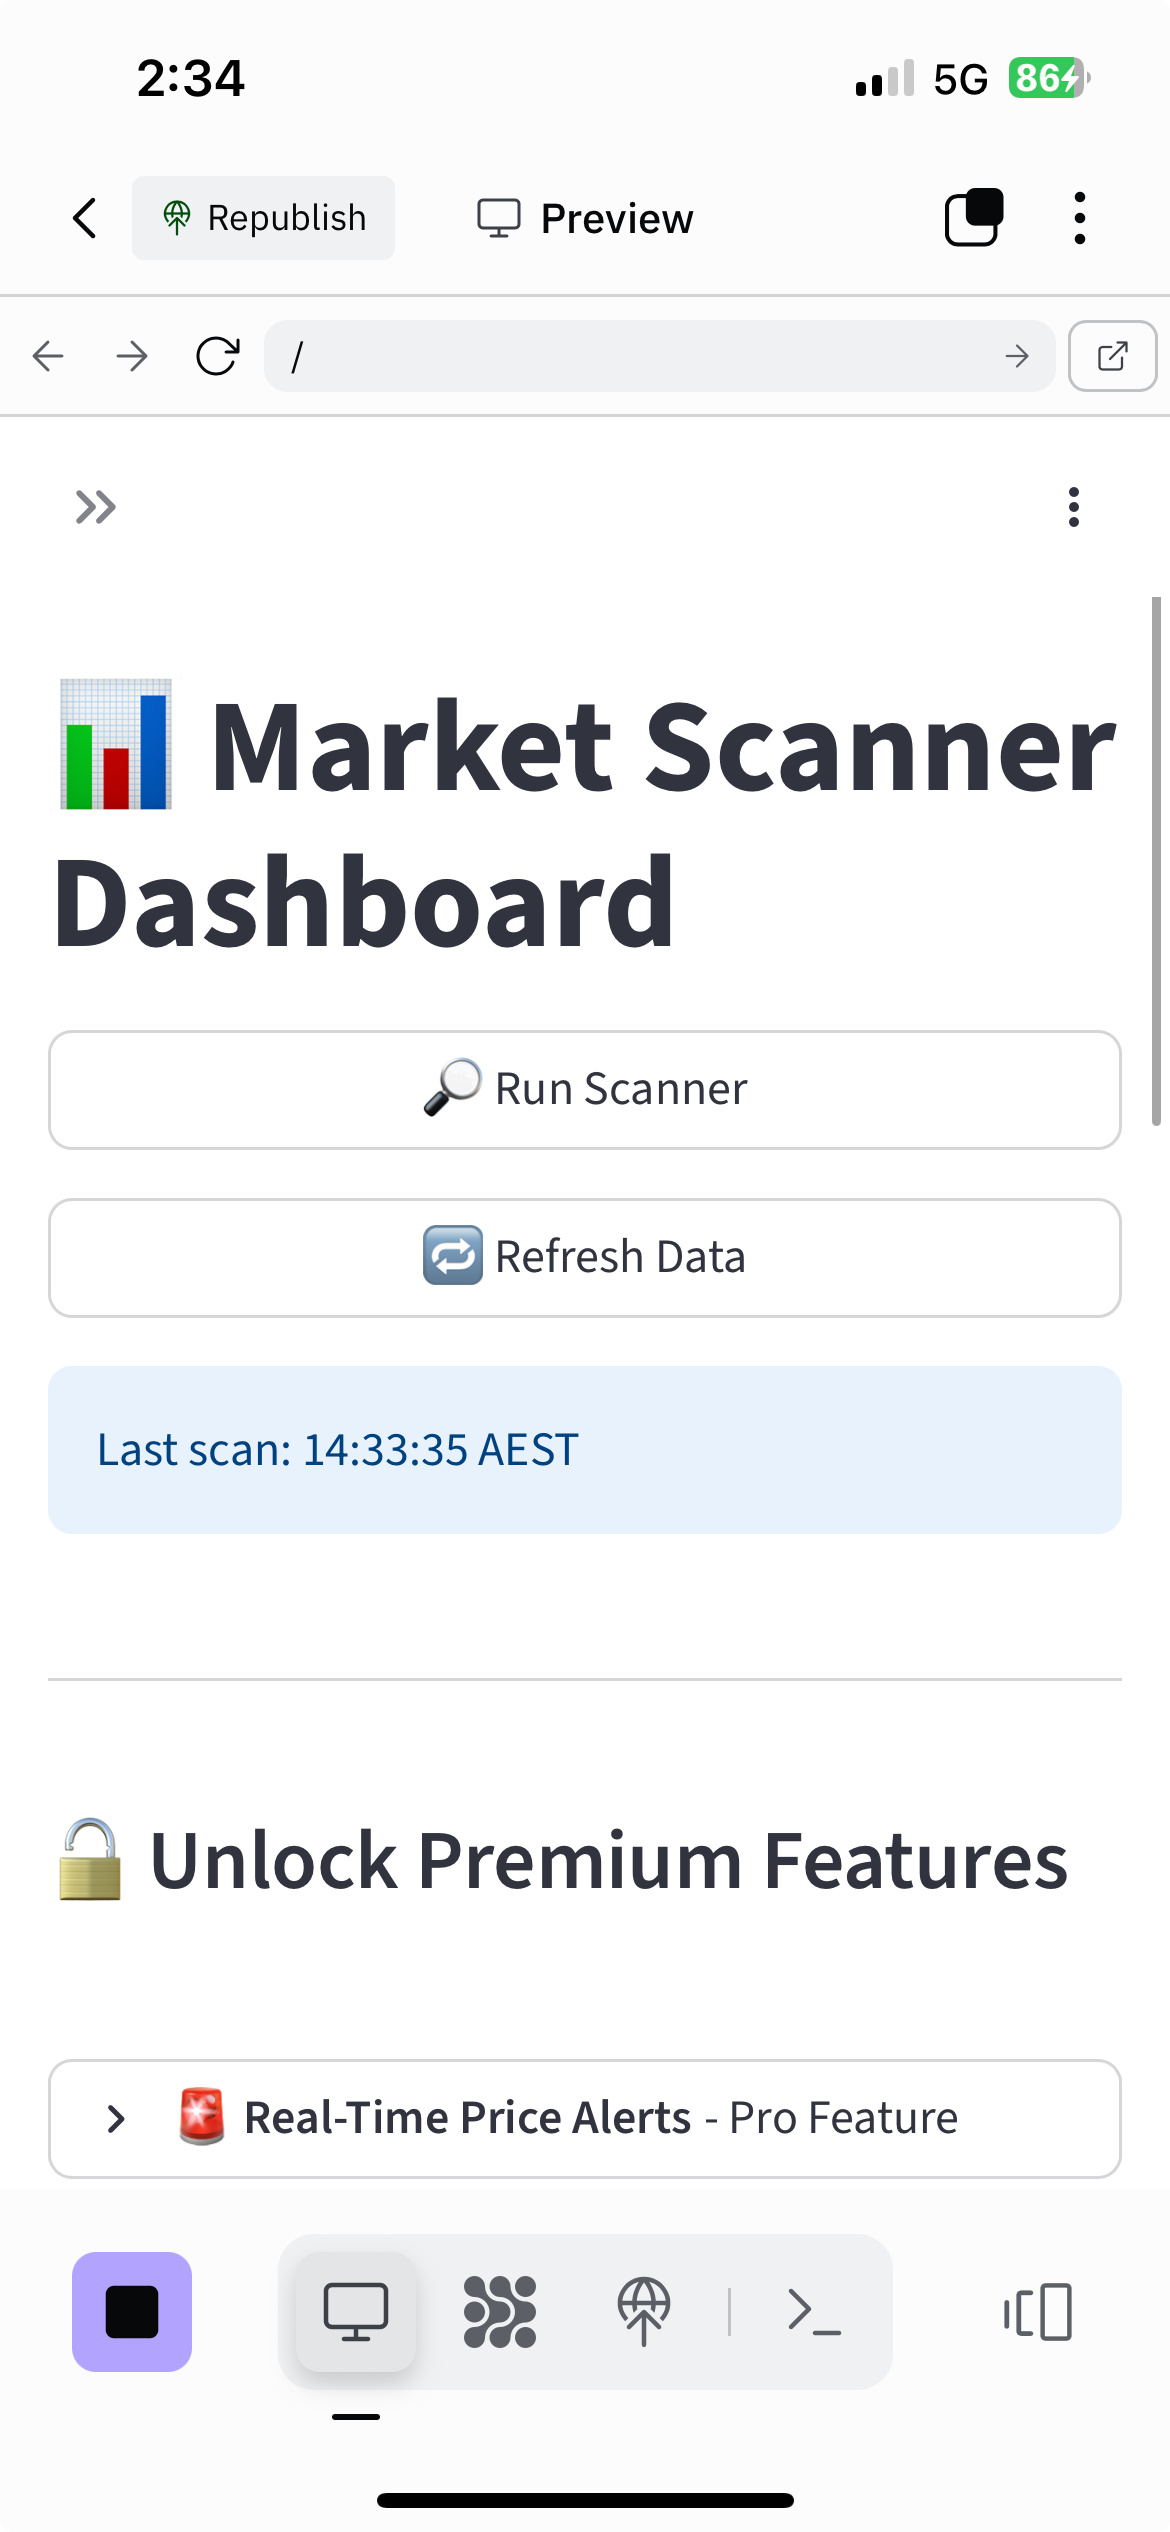 2:34
5G
86
Republish
Preview
/
Market Scanner
Dashboard
Run Scanner
Refresh Data
Last scan: 14:33:35 AEST
Unlock Premium Features
Real-Time Price Alerts - Pro Feature